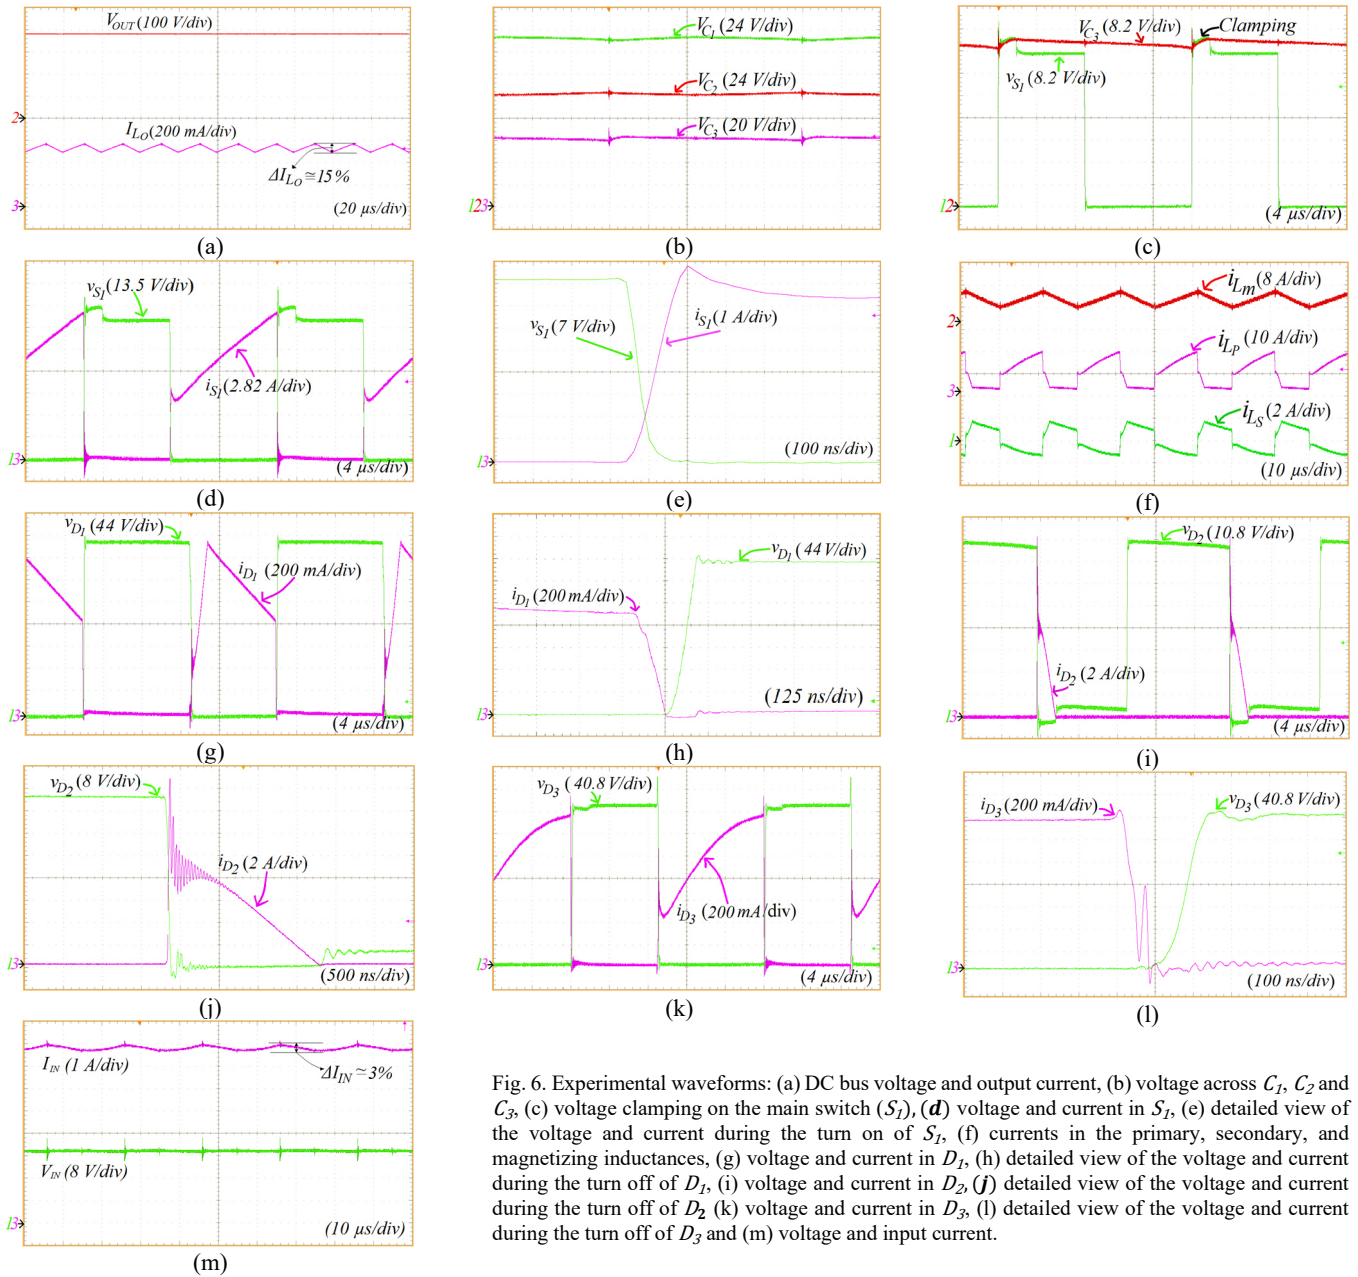 V_OUT (100 V/div)
2
I_LO (200 mA/div)
ΔI_LO ≅ 15%
3
(20 µs/div)
(a)
V_C1 (24 V/div)
V_C2 (24 V/div)
V_C3 (20 V/div)
123
(b)
V_C3 (8.2 V/div)
Clamping
v_S1 (8.2 V/div)
12
(4 µs/div)
(c)
v_S1 (13.5 V/div)
i_S1 (2.82 A/div)
13
(4 µs/div)
(d)
v_S1 (7 V/div)
i_S1 (1 A/div)
(100 ns/div)
13
(e)
i_Lm (8 A/div)
2
i_LP (10 A/div)
3
i_LS (2 A/div)
1
(10 µs/div)
(f)
v_D1 (44 V/div)
i_D1 (200 mA/div)
13
(4 µs/div)
(g)
v_D1 (44 V/div)
i_D1 (200 mA/div)
(125 ns/div)
13
(h)
v_D2 (10.8 V/div)
i_D2 (2 A/div)
13
(4 µs/div)
(i)
v_D2 (8 V/div)
i_D2 (2 A/div)
13
(500 ns/div)
(j)
v_D3 (40.8 V/div)
i_D3 (200 mA/div)
13
(4 µs/div)
(k)
i_D3 (200 mA/div)
v_D3 (40.8 V/div)
13
(100 ns/div)
(l)
I_IN (1 A/div)
ΔI_IN ≃ 3%
V_IN (8 V/div)
13
(10 µs/div)
(m)
Fig. 6. Experimental waveforms: (a) DC bus voltage and output current, (b) voltage across C1, C2 and
C3, (c) voltage clamping on the main switch (S1), (d) voltage and current in S1, (e) detailed view of
the voltage and current during the turn on of S1, (f) currents in the primary, secondary, and
magnetizing inductances, (g) voltage and current in D1, (h) detailed view of the voltage and current
during the turn off of D1, (i) voltage and current in D2, (j) detailed view of the voltage and current
during the turn off of D2 (k) voltage and current in D3, (l) detailed view of the voltage and current
during the turn off of D3 and (m) voltage and input current.